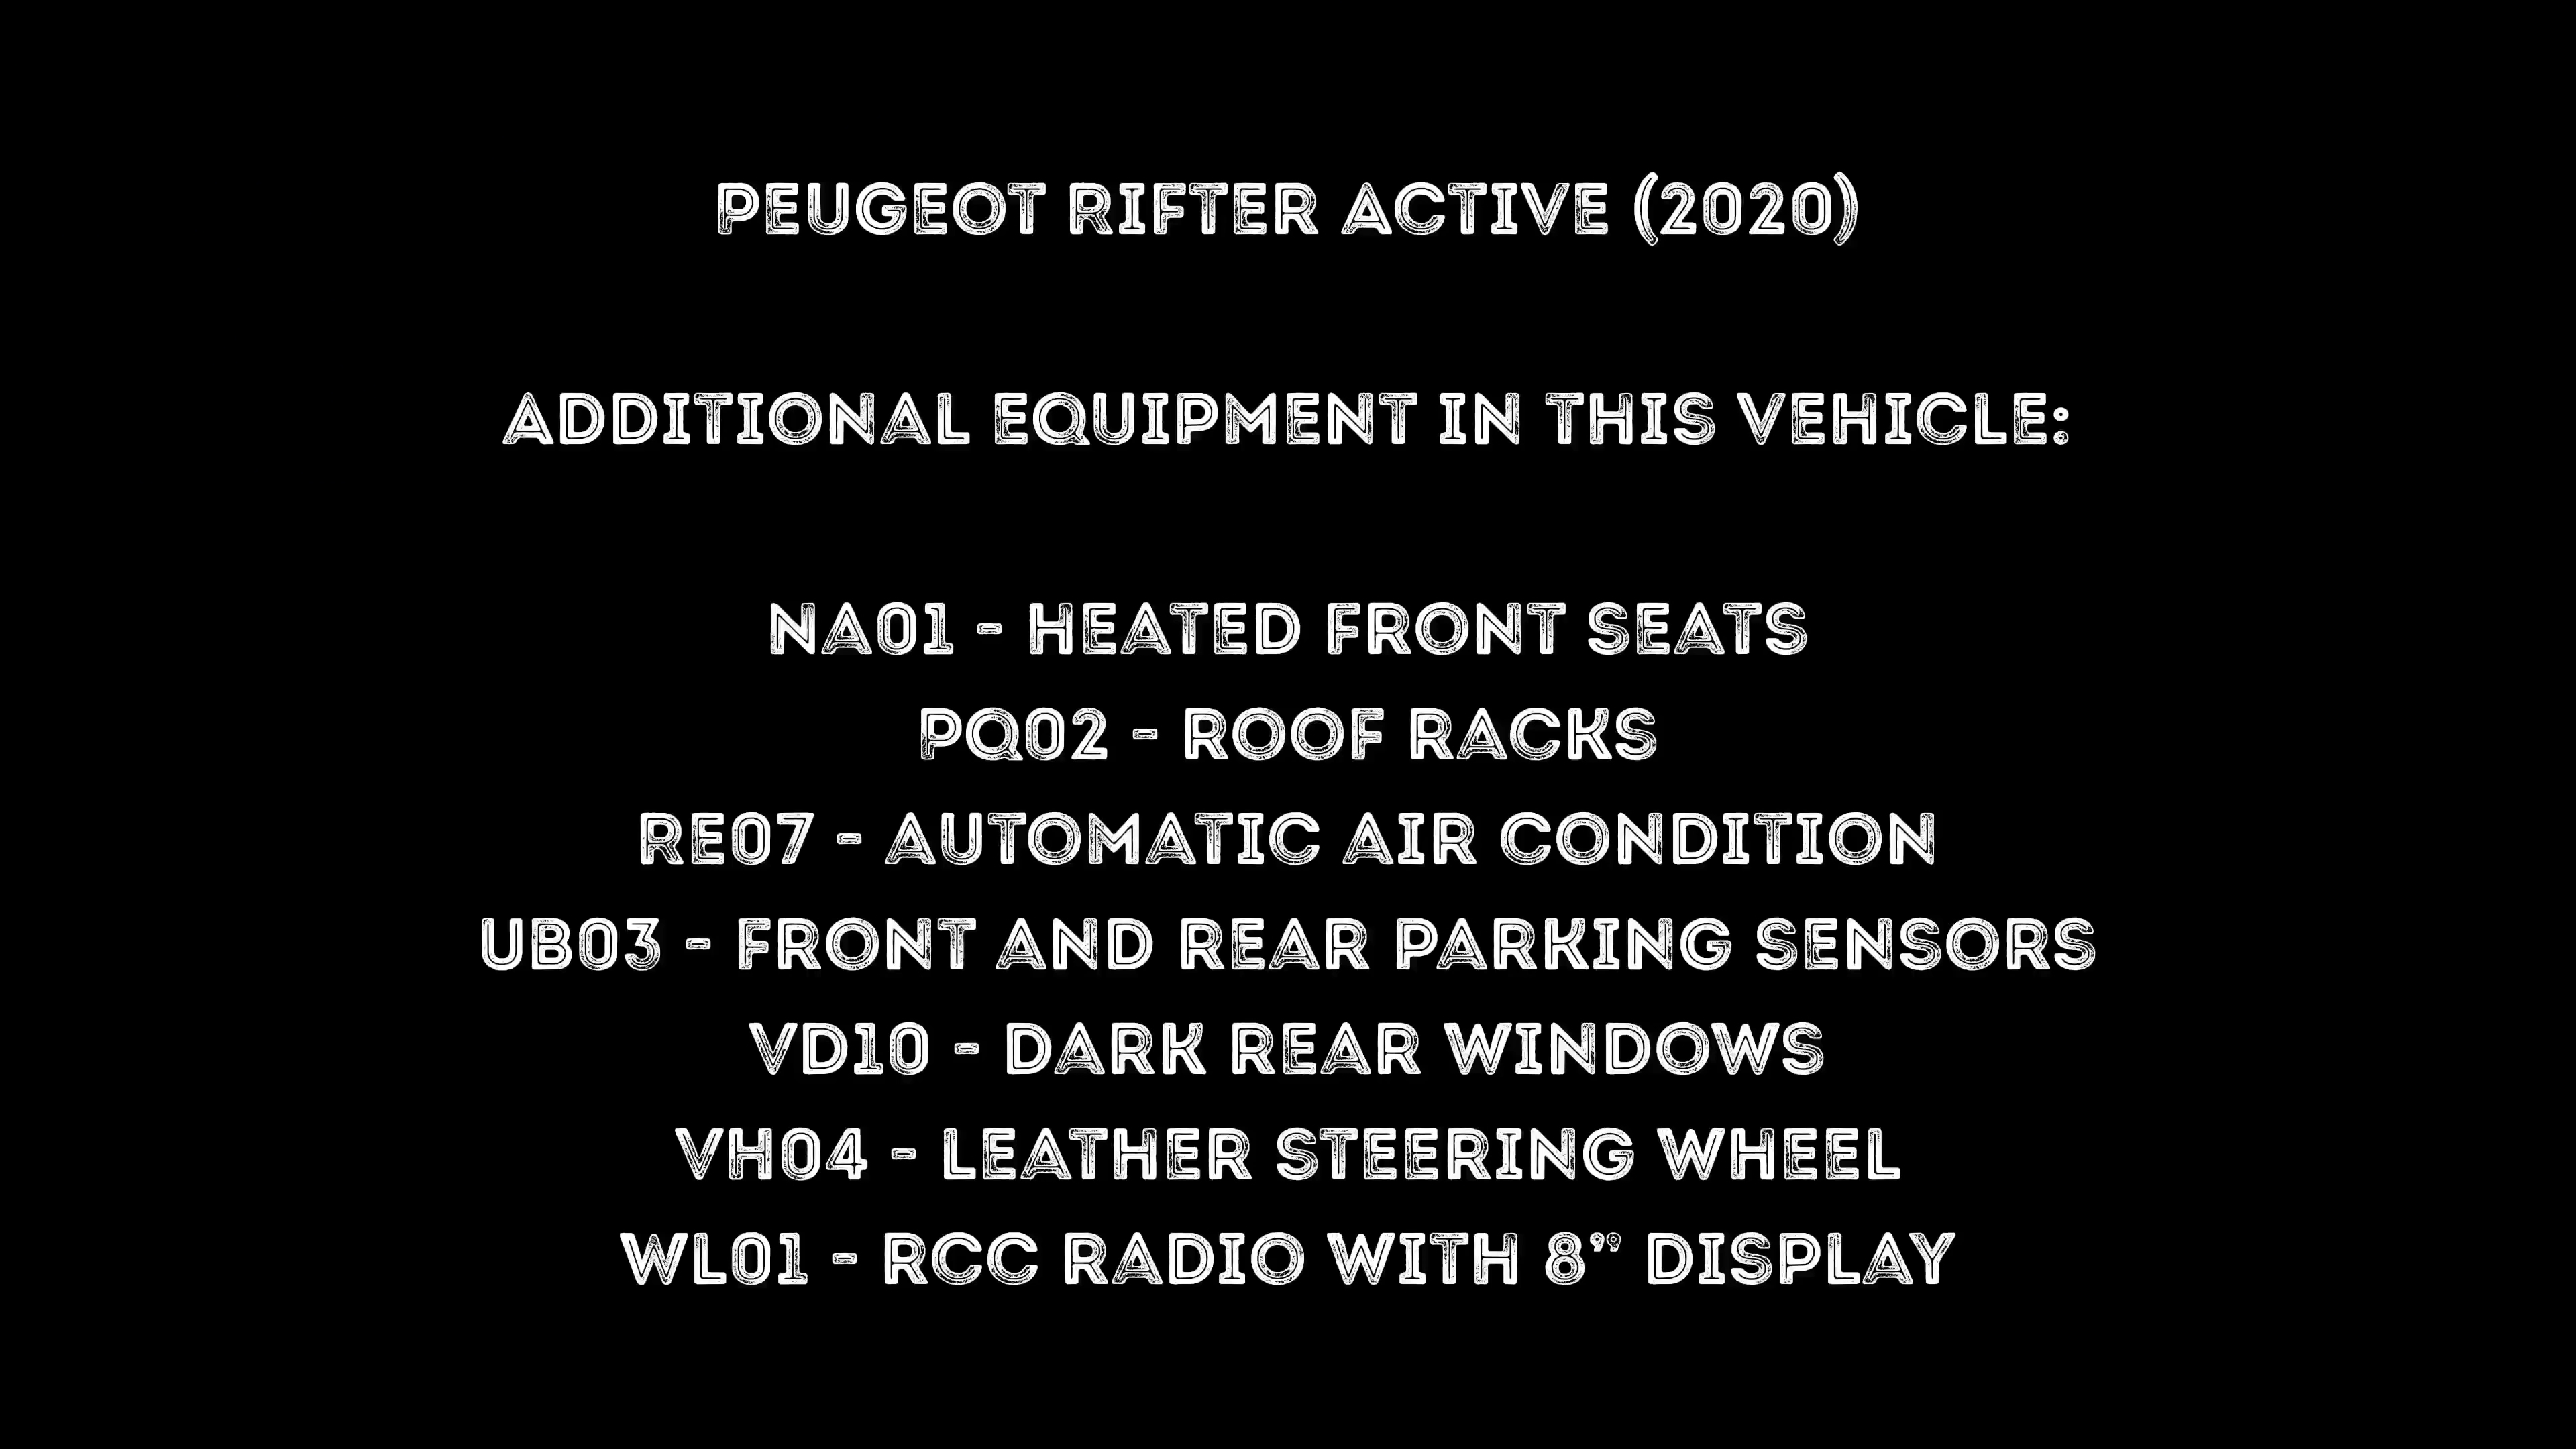 PEUGEOT RIFTER ACTIVE (2020)
ADDITIONAL EQUIPMENT IN THIS VEHICLE:
NA01 - HEATED FRONT SEATS
PQ02 - ROOF RACKS
RE07 - AUTOMATIC AIR CONDITION
UB03 - FRONT AND REAR PARKING SENSORS
VD10 - DARK REAR WINDOWS
VH04 - LEATHER STEERING WHEEL
WL01 - RCC RADIO WITH 8” DISPLAY